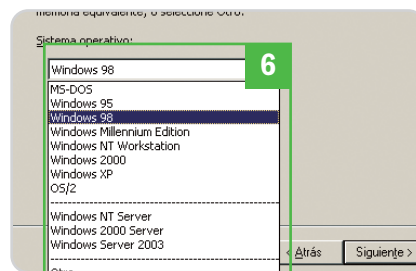 memoria equivalente, o seleccione Otro.
Sistema operativo:
Windows 98
6
MS-DOS
Windows 95
Windows 98
Windows Millennium Edition
Windows NT Workstation
Windows 2000
Windows XP
OS/2
Windows NT Server
Windows 2000 Server
Windows Server 2003
Otro
< Atrás
Siguiente >